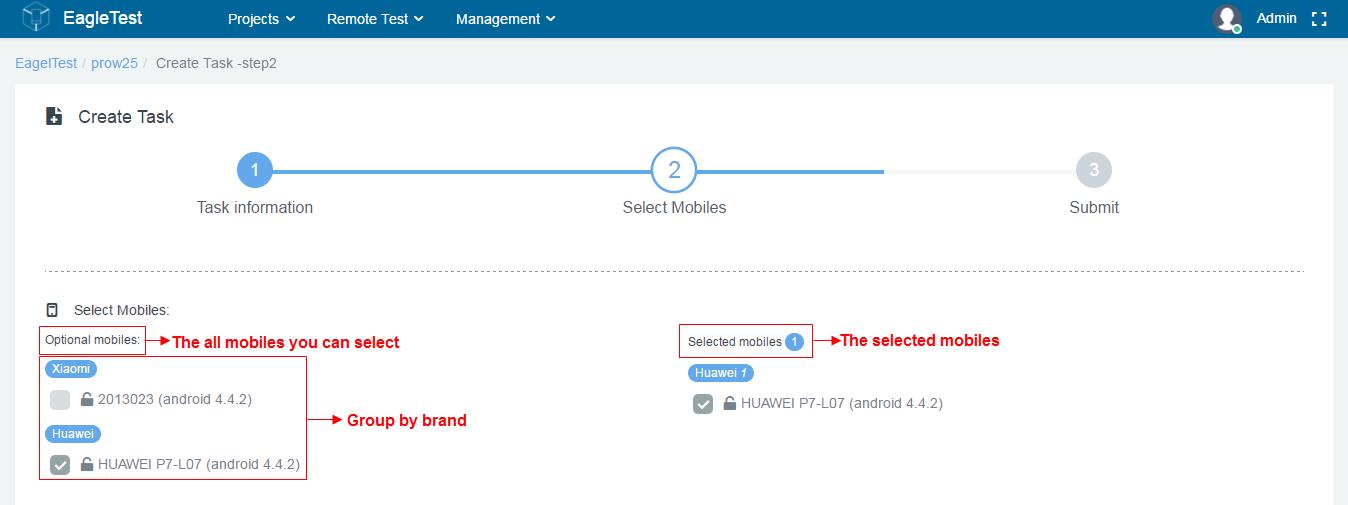 EagleTest Projects Remote Test Management Admin
EagelTest / prow25 / Create Task -step2
Create Task
1 2 3
Task information Select Mobiles Submit
Select Mobiles:
Optional mobiles: The all mobiles you can select
Xiaomi
2013023 (android 4.4.2)
Group by brand
Huawei
HUAWEI P7-L07 (android 4.4.2)
Selected mobiles 1 The selected mobiles
Huawei 1
HUAWEI P7-L07 (android 4.4.2)